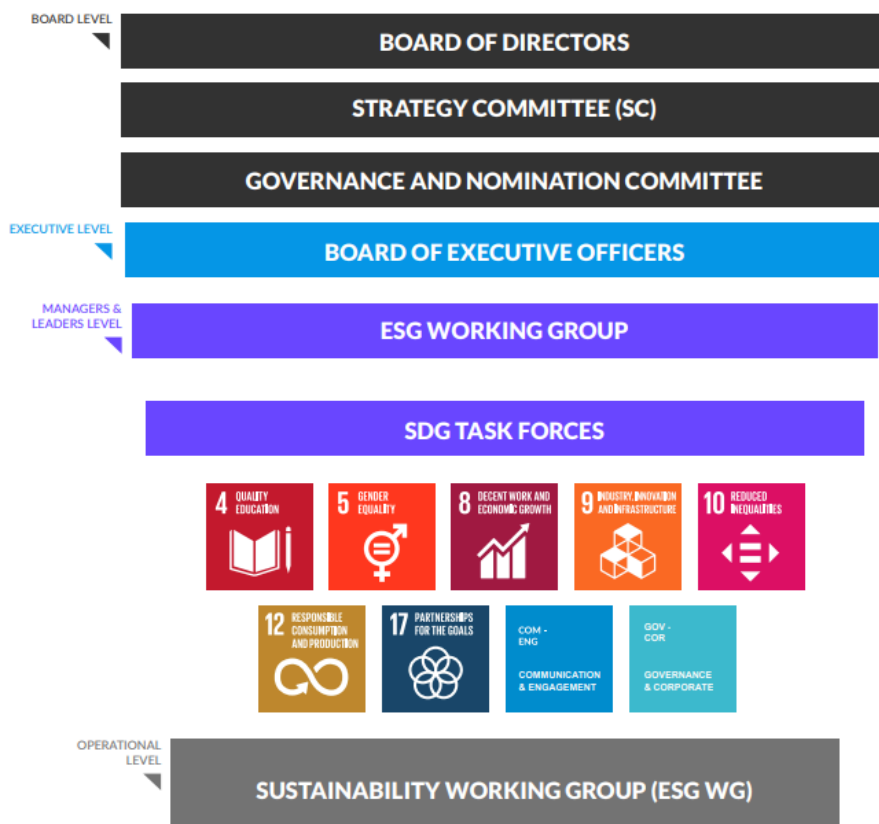 BOARD LEVEL
BOARD OF DIRECTORS
STRATEGY COMMITTEE (SC)
GOVERNANCE AND NOMINATION COMMITTEE
EXECUTIVE LEVEL
BOARD OF EXECUTIVE OFFICERS
MANAGERS &
LEADERS LEVEL
ESG WORKING GROUP
SDG TASK FORCES
4 QUALITY
EDUCATION
5 GENDER
EQUALITY
8 DECENT WORK AND
ECONOMIC GROWTH
9 INDUSTRY, INNOVATION
AND INFRASTRUCTURE
10 REDUCED
INEQUALITIES
12 RESPONSIBLE
CONSUMPTION
AND PRODUCTION
17 PARTNERSHIPS
FOR THE GOALS
COM -
ENG
COMMUNICATION
& ENGAGEMENT
GOV -
COR
GOVERNANCE
& CORPORATE
OPERATIONAL
LEVEL
SUSTAINABILITY WORKING GROUP (ESG WG)